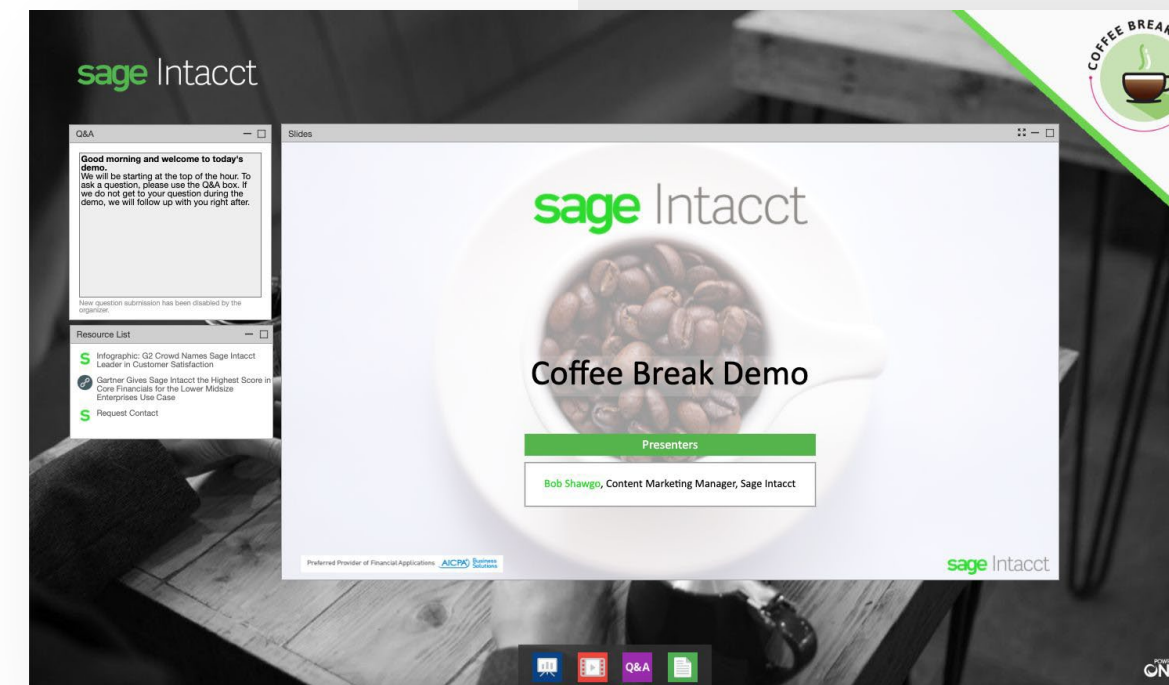 sage Intacct
COFFEE BREAK
Q&A
Good morning and welcome to today's
demo.
We will be starting at the top of the hour. To
ask a question, please use the Q&A box. If
we do not get to your question during the
demo, we will follow up with you right after.
New question submission has been disabled by the
organizer.
Resource List
Infographic: G2 Crowd Names Sage Intacct
Leader in Customer Satisfaction
Gartner Gives Sage Intacct the Highest Score in
Core Financials for the Lower Midsize
Enterprises Use Case
Request Contact
Slides
sage Intacct
Coffee Break Demo
Presenters
Bob Shawgo, Content Marketing Manager, Sage Intacct
Preferred Provider of Financial Applications AICPA Business
Solutions
sage Intacct
Q&A